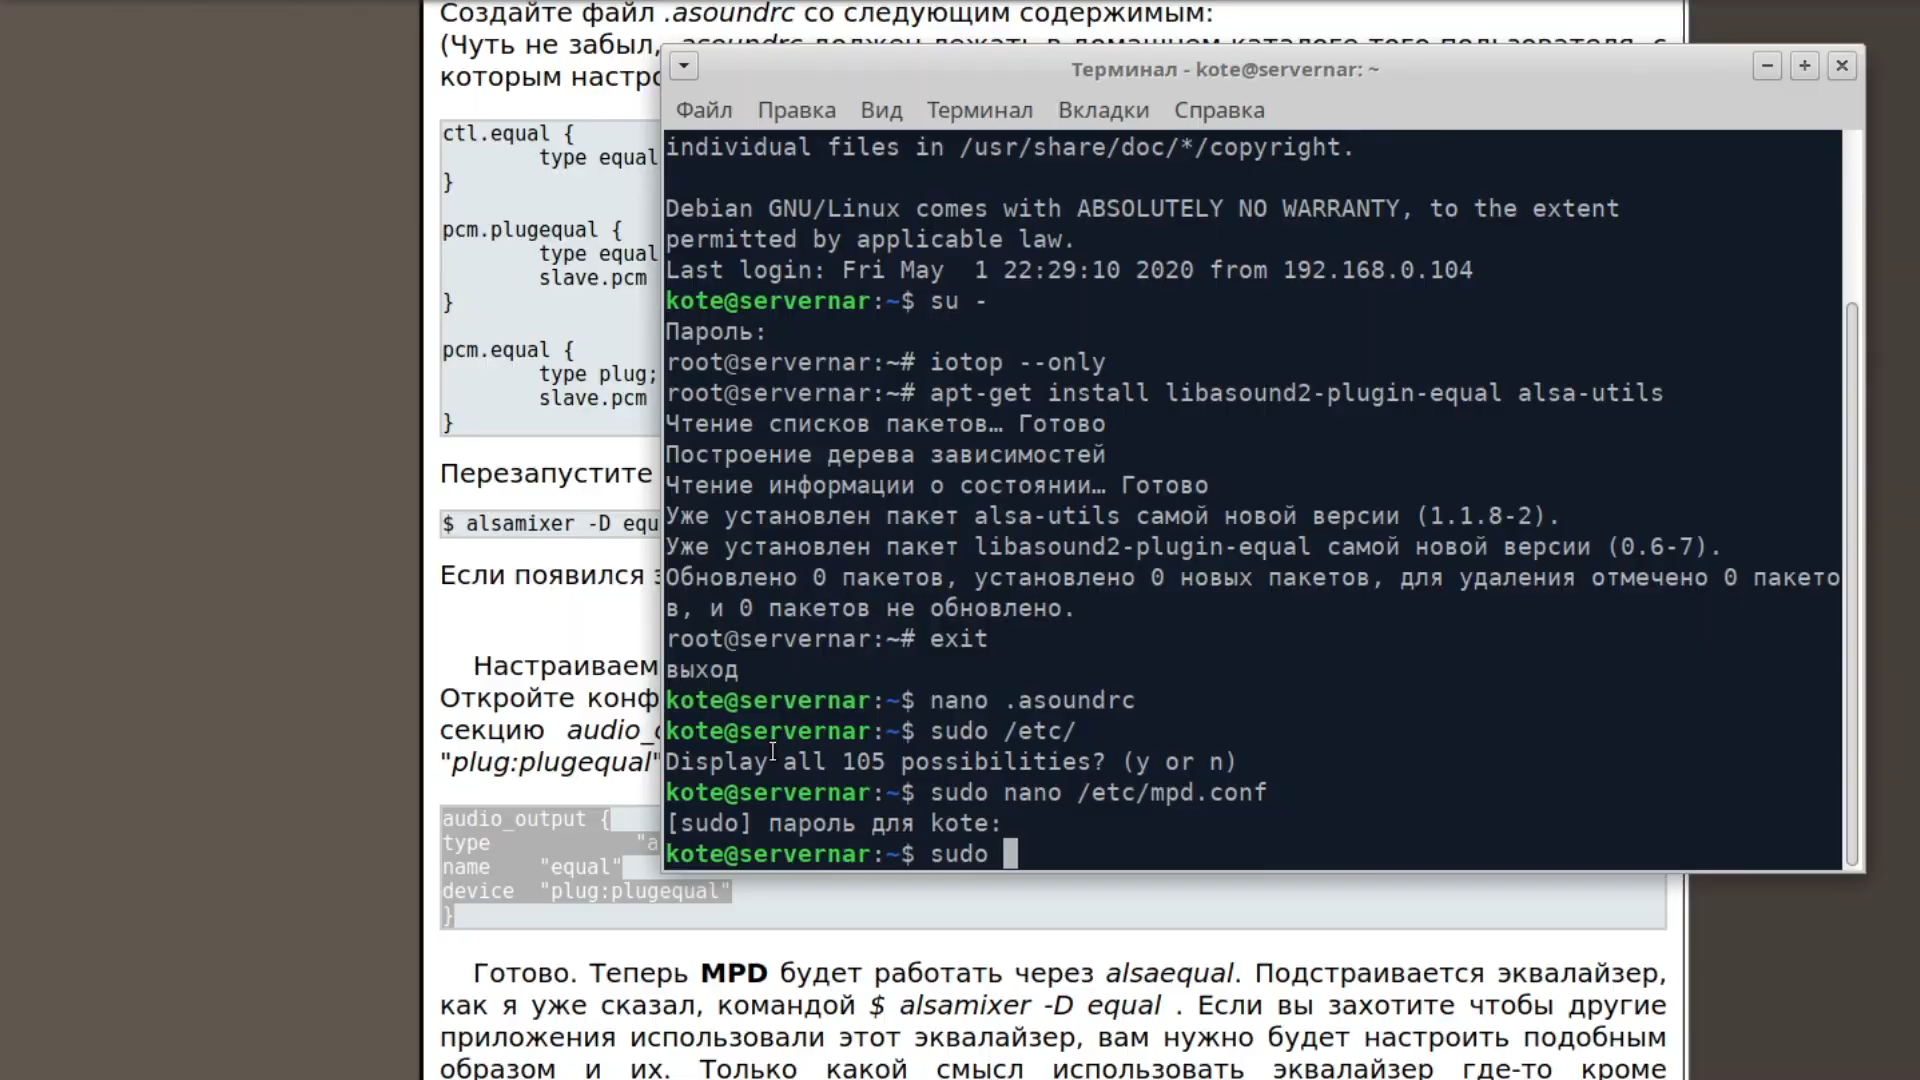 Создайте файл .asoundrc со следующим содержимым:
(Чуть не забыл, .asoundrc должен лежать в домашнем каталоге того пользователя, с
которым настро
ctl.equal {
type equal
}
pcm.plugequal {
type equal
slave.pcm
}
pcm.equal {
type plug;
slave.pcm
}
Перезапустите
$ alsamixer -D equ
Если появился э
Настраиваем
Откройте конф
секцию audio_o
"plug:plugequal"
audio_output {
type "a
name "equal"
device "plug:plugequal"
}
Готово. Теперь MPD будет работать через alsaequal. Подстраивается эквалайзер,
как я уже сказал, командой $ alsamixer -D equal . Если вы захотите чтобы другие
приложения использовали этот эквалайзер, вам нужно будет настроить подобным
образом и их. Только какой смысл использовать эквалайзер где-то кроме
Терминал - kote@servernar: ~
Файл Правка Вид Терминал Вкладки Справка
individual files in /usr/share/doc/*/copyright.
Debian GNU/Linux comes with ABSOLUTELY NO WARRANTY, to the extent
permitted by applicable law.
Last login: Fri May  1 22:29:10 2020 from 192.168.0.104
kote@servernar:~$ su -
Пароль:
root@servernar:~# iotop --only
root@servernar:~# apt-get install libasound2-plugin-equal alsa-utils
Чтение списков пакетов… Готово
Построение дерева зависимостей
Чтение информации о состоянии… Готово
Уже установлен пакет alsa-utils самой новой версии (1.1.8-2).
Уже установлен пакет libasound2-plugin-equal самой новой версии (0.6-7).
Обновлено 0 пакетов, установлено 0 новых пакетов, для удаления отмечено 0 пакето
в, и 0 пакетов не обновлено.
root@servernar:~# exit
выход
kote@servernar:~$ nano .asoundrc
kote@servernar:~$ sudo /etc/
Display all 105 possibilities? (y or n)
kote@servernar:~$ sudo nano /etc/mpd.conf
[sudo] пароль для kote:
kote@servernar:~$ sudo